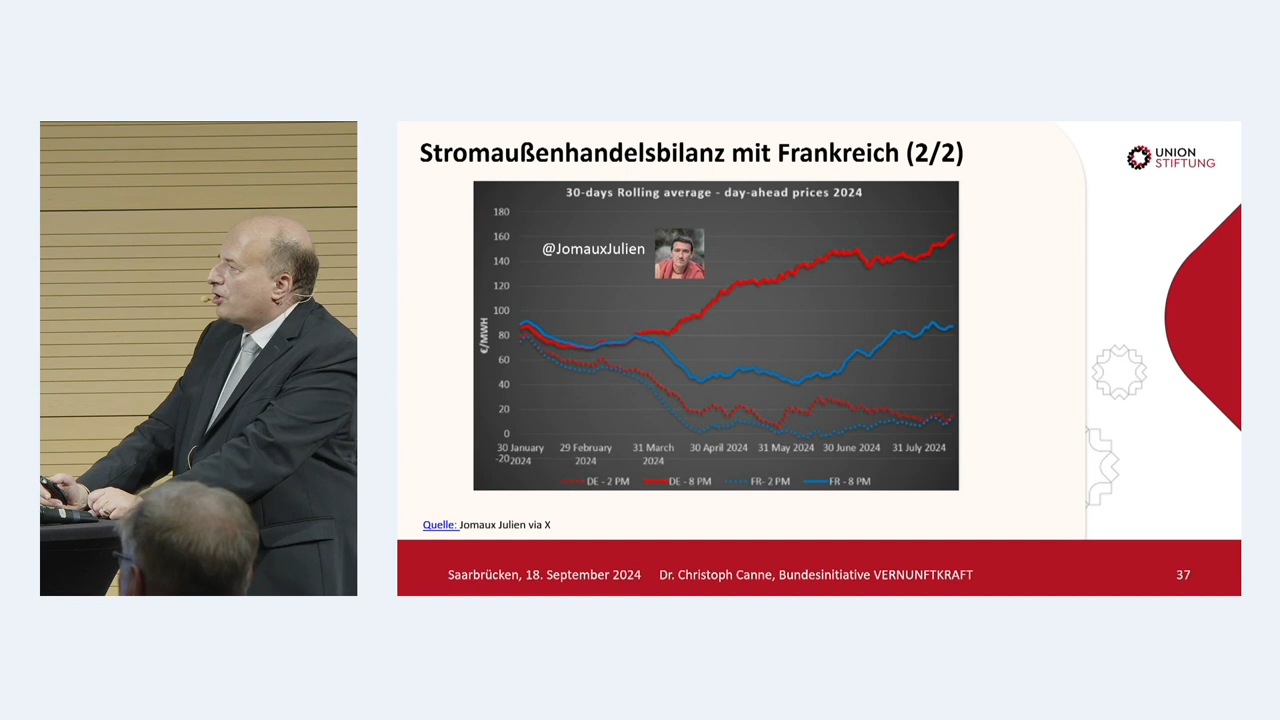 Stromaußenhandelsbilanz mit Frankreich (2/2)
UNION
STIFTUNG
30-days Rolling average - day-ahead prices 2024
@JomauxJulien
€/MWH
180
160
140
120
100
80
60
40
20
0
-20
30 January 2024
29 February 2024
31 March 2024
30 April 2024
31 May 2024
30 June 2024
31 July 2024
DE - 2 PM
DE - 8 PM
FR- 2 PM
FR - 8 PM
Quelle: Jomaux Julien via X
Saarbrücken, 18. September 2024 Dr. Christoph Canne, Bundesinitiative VERNUNFTKRAFT
37